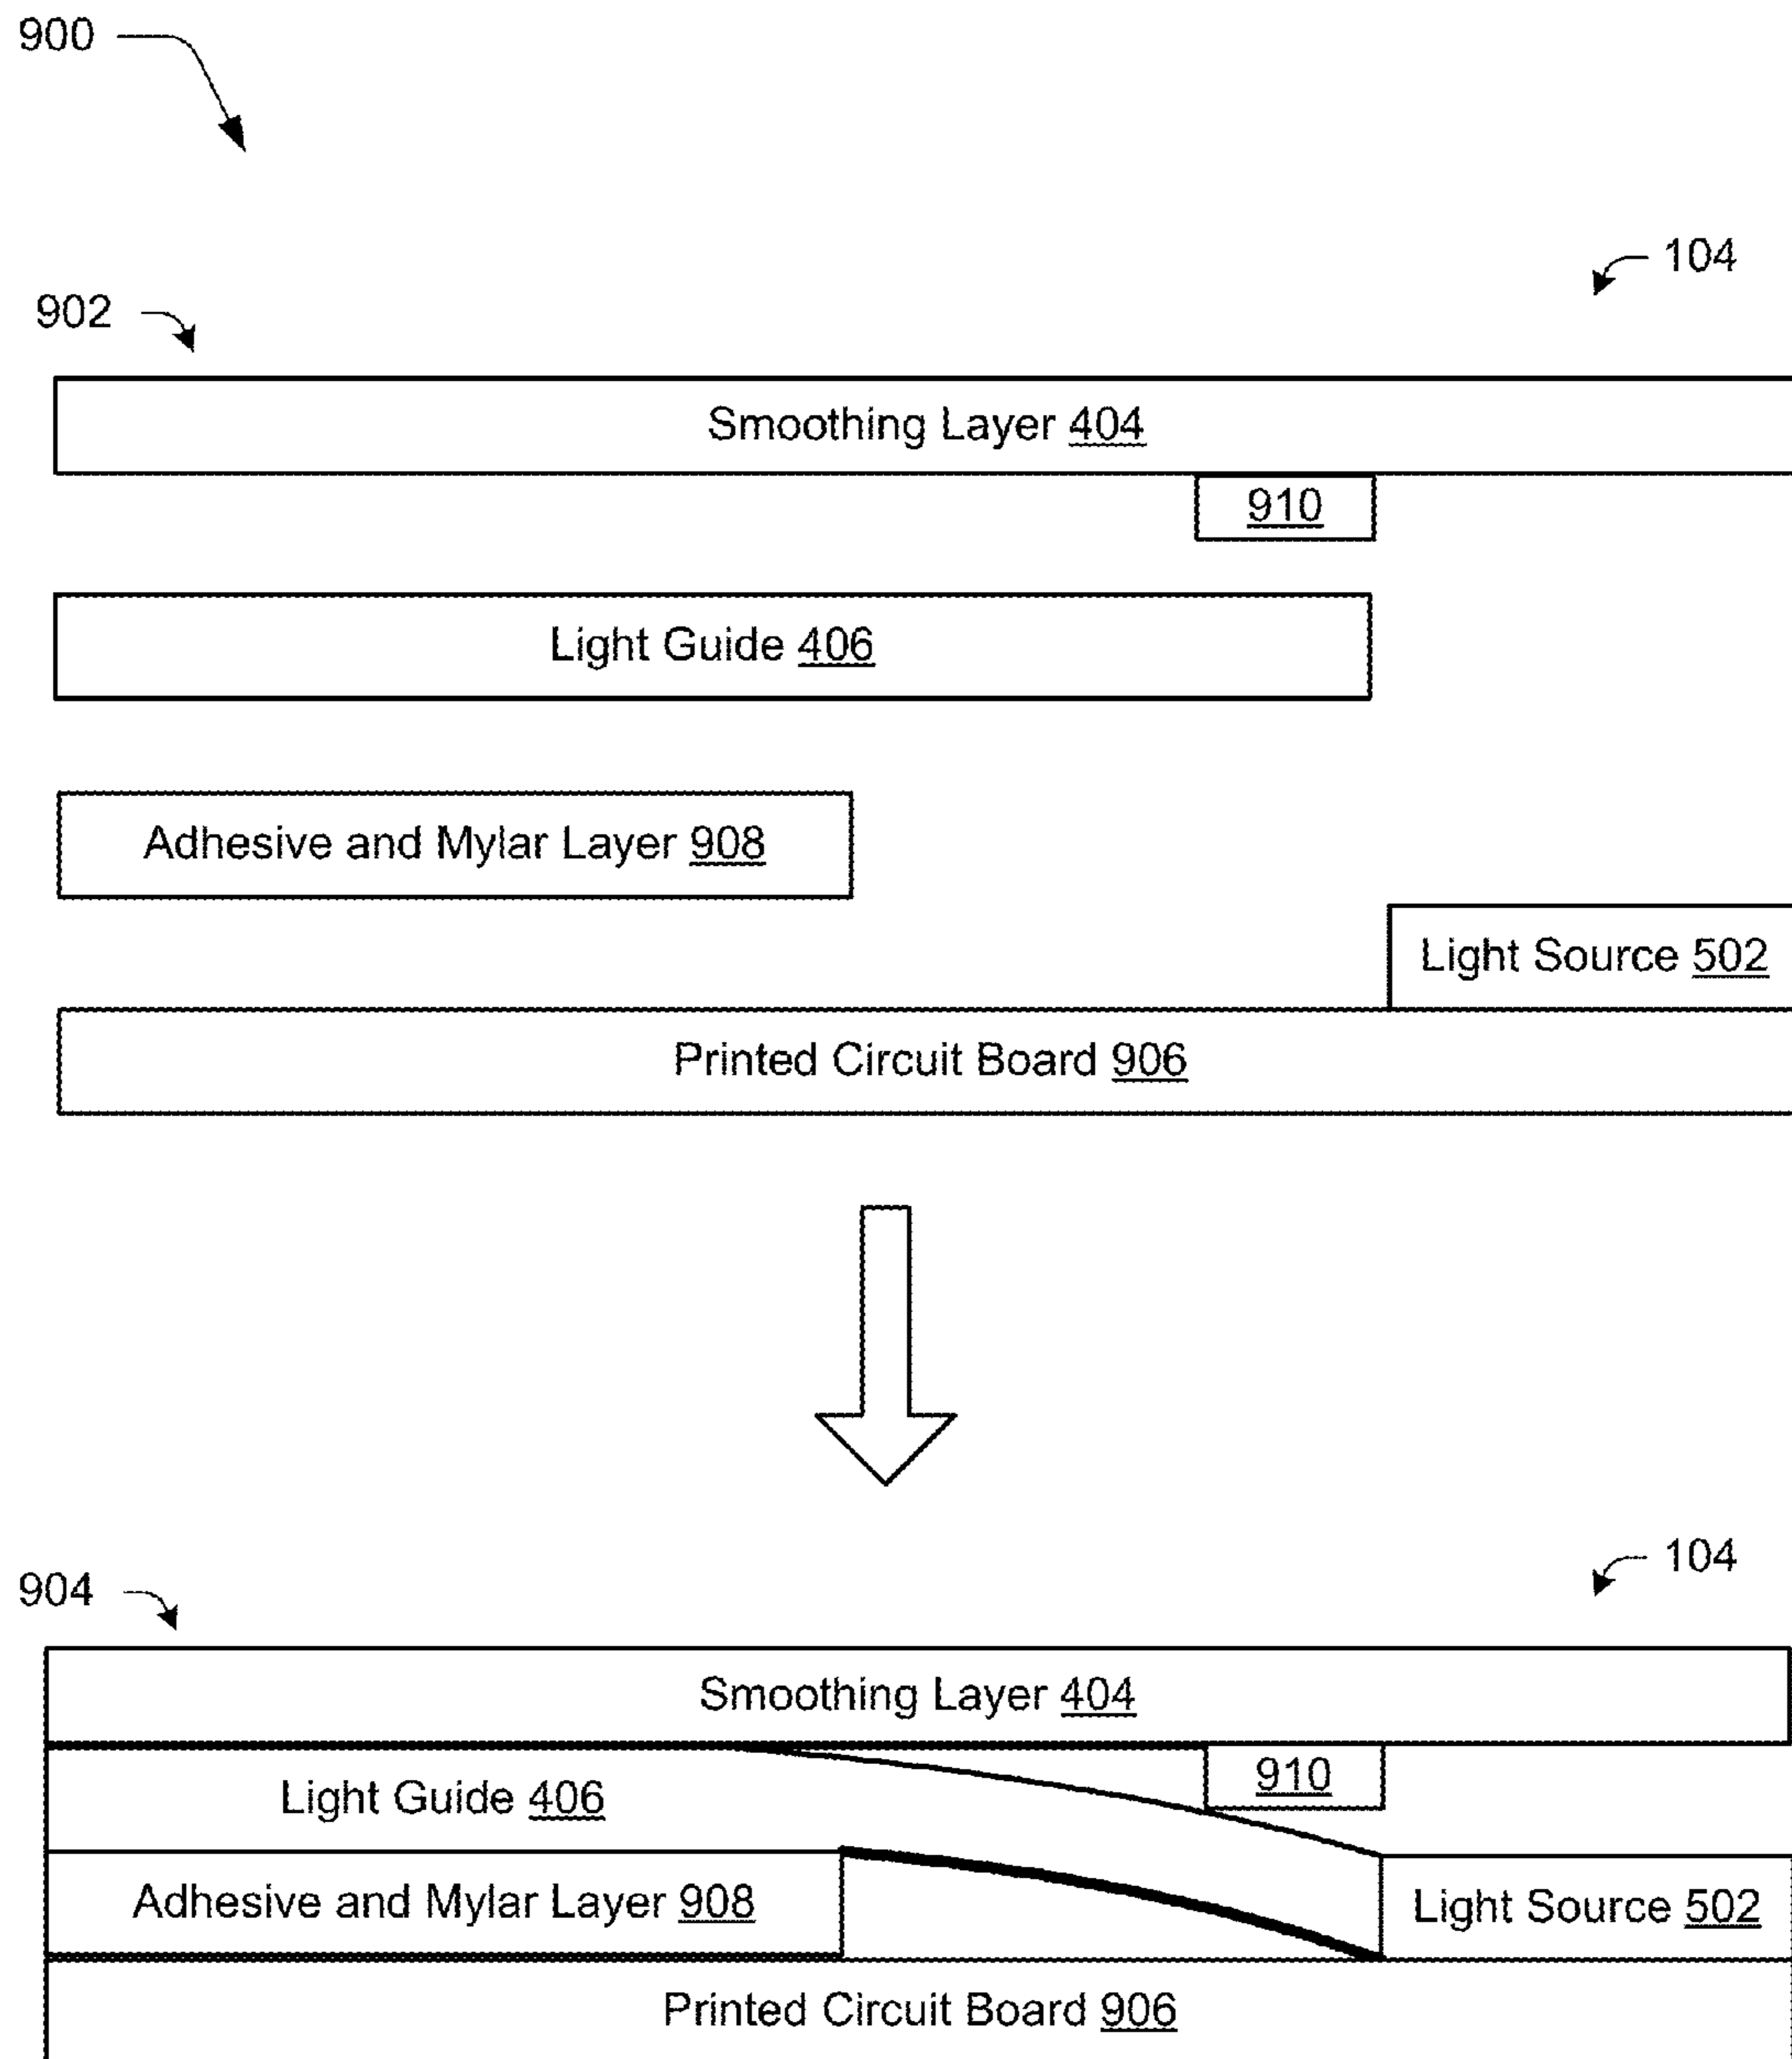 900
104
902
Smoothing Layer 404
910
Light Guide 406
Adhesive and Mylar Layer 908
Light Source 502
Printed Circuit Board 906
104
904
Smoothing Layer 404
910
Light Guide 406
Adhesive and Mylar Layer 908
Light Source 502
Printed Circuit Board 906